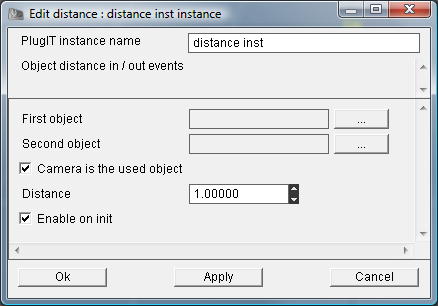 Edit distance : distance inst instance
PlugIT instance name
distance inst
Object distance in / out events
First object
...
Second object
...
Camera is the used object
Distance
1.00000
Enable on init
Ok
Apply
Cancel